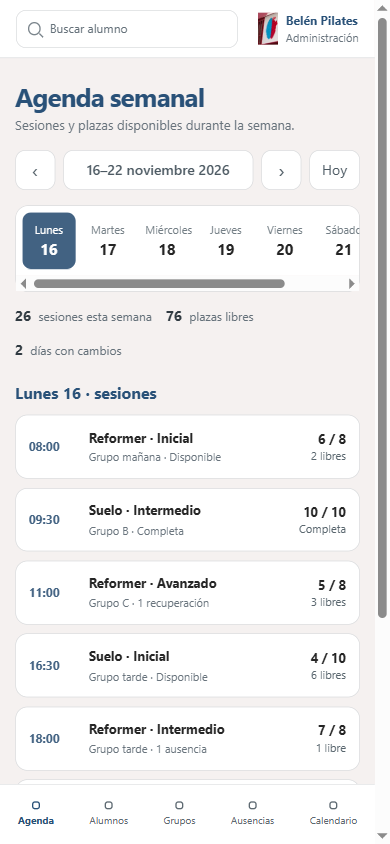 Buscar alumno
Belén Pilates
Administración
Agenda semanal
Sesiones y plazas disponibles durante la semana.
‹ 16–22 noviembre 2026 › Hoy
Lunes Martes Miércoles Jueves Viernes Sábado
16 17 18 19 20 21
26 sesiones esta semana 76 plazas libres
2 días con cambios
Lunes 16 · sesiones
08:00 Reformer · Inicial 6 / 8
Grupo mañana · Disponible 2 libres
09:30 Suelo · Intermedio 10 / 10
Grupo B · Completa Completa
11:00 Reformer · Avanzado 5 / 8
Grupo C · 1 recuperación 3 libres
16:30 Suelo · Inicial 4 / 10
Grupo tarde · Disponible 6 libres
18:00 Reformer · Intermedio 7 / 8
Grupo tarde · 1 ausencia 1 libre
Agenda Alumnos Grupos Ausencias Calendario